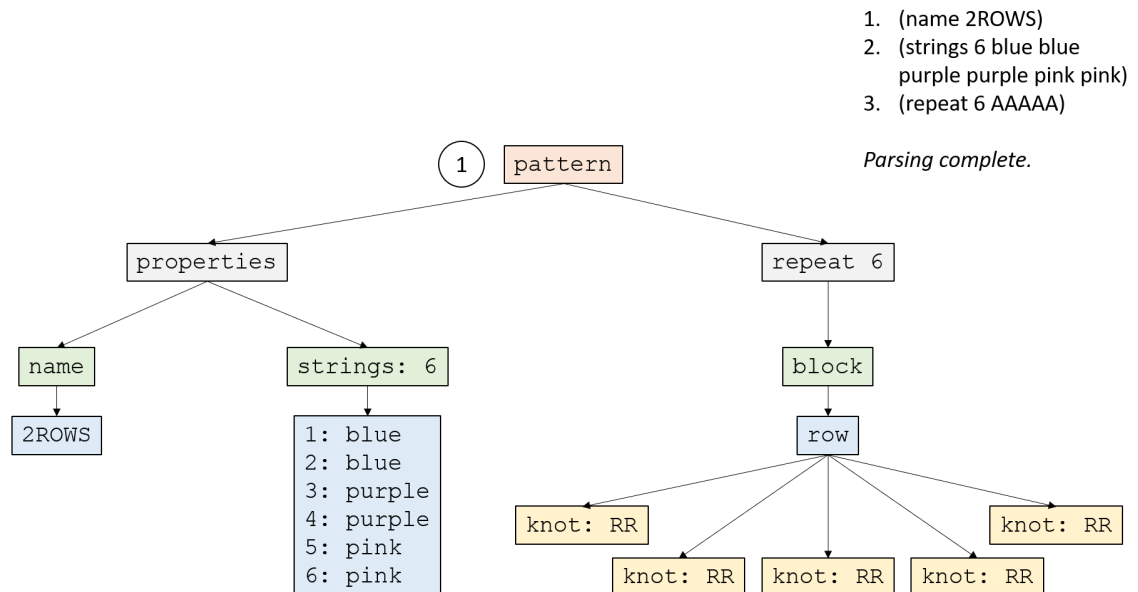 1. (name 2ROWS)
2. (strings 6 blue blue
purple purple pink pink)
3. (repeat 6 AAAAA)
Parsing complete.
1
pattern
properties
repeat 6
name
strings: 6
block
2ROWS
1: blue
2: blue
3: purple
4: purple
5: pink
6: pink
row
knot: RR
knot: RR
knot: RR
knot: RR
knot: RR